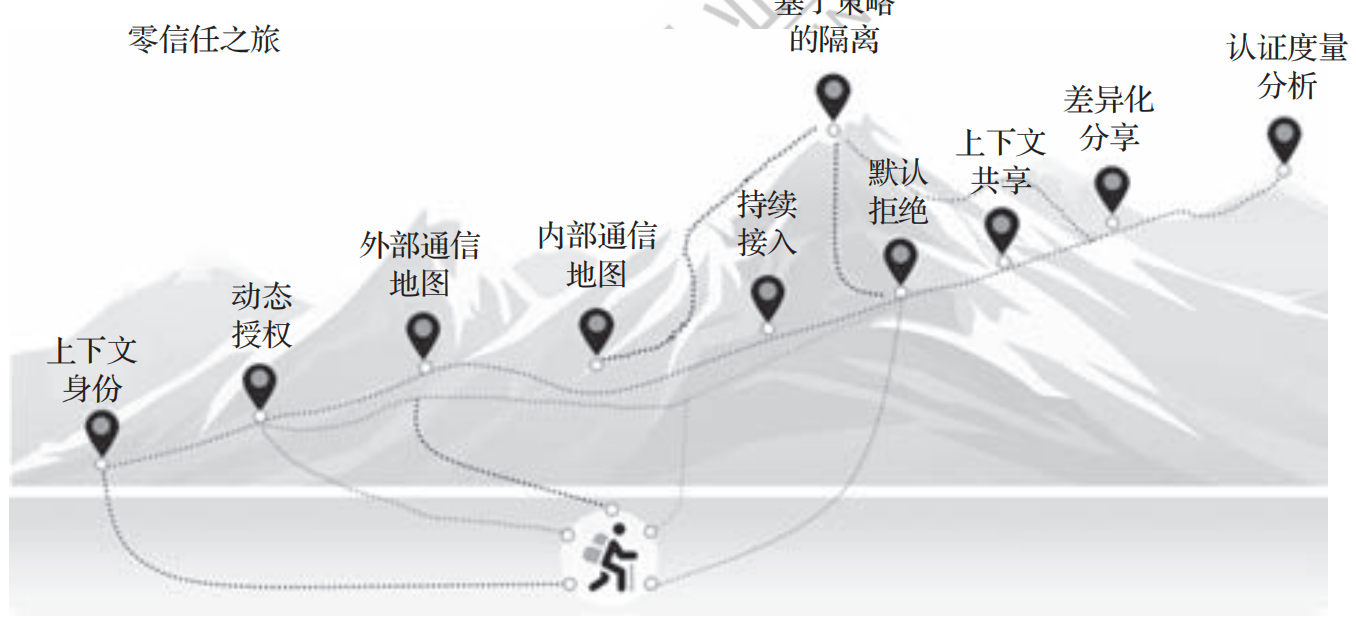 零信任之旅
基于策略
的隔离
认证度量
分析
差异化
分享
上下文
共享
默认
拒绝
持续
接入
内部通信
地图
外部通信
地图
动态
授权
上下文
身份